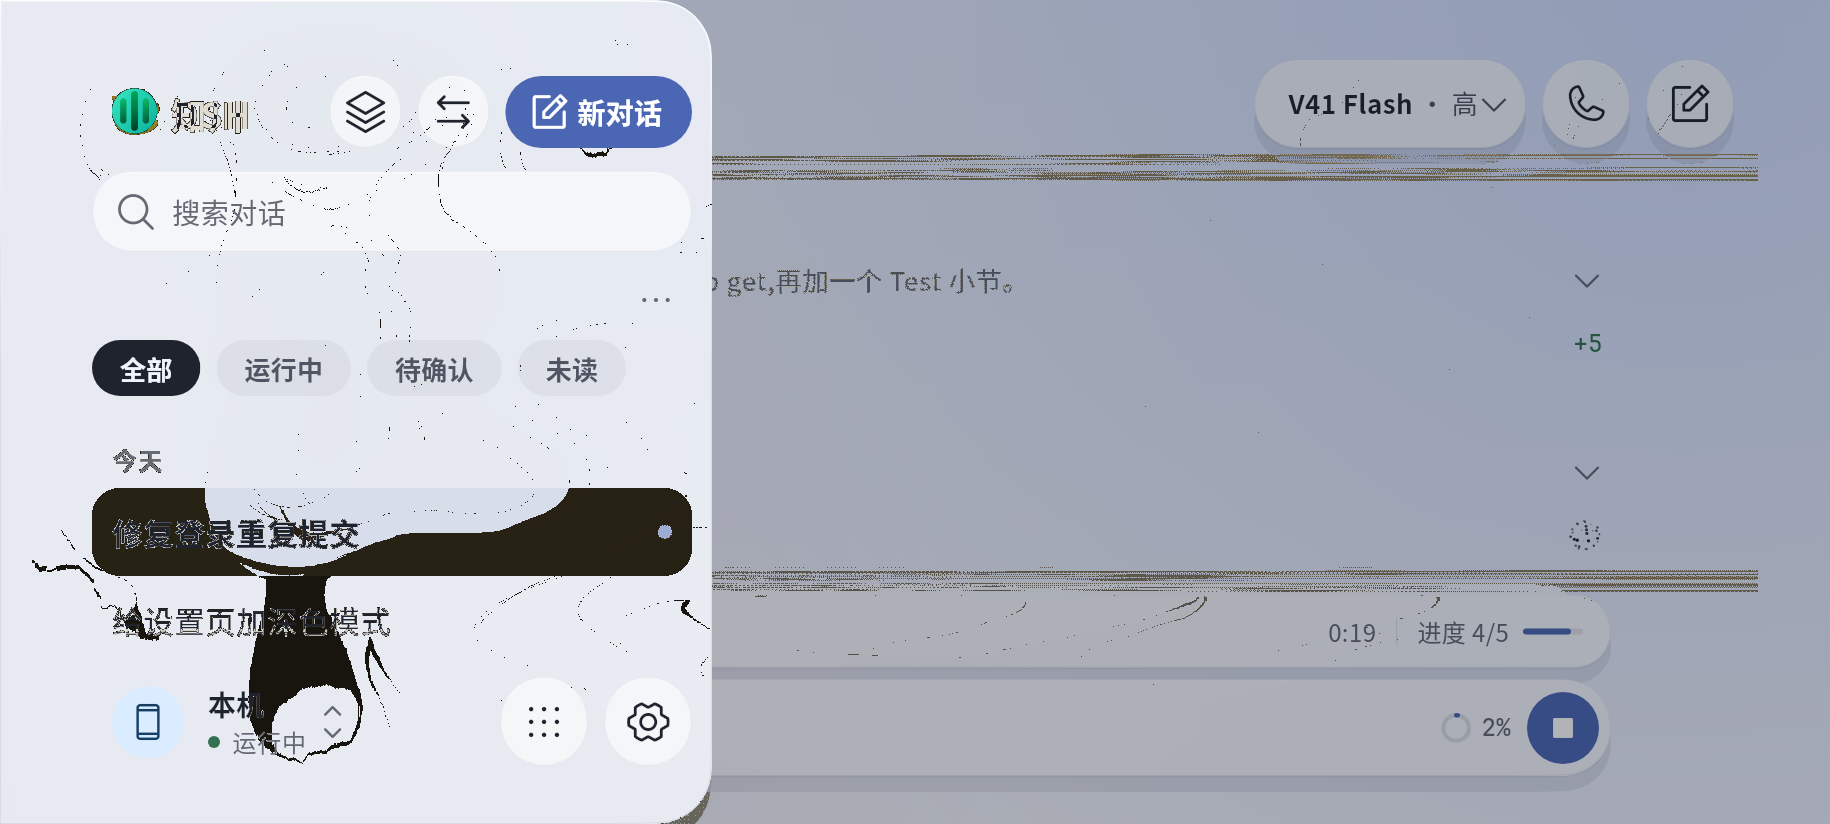 新对话
V41 Flash · 高
搜索对话
get,再加一个 Test 小节。
+5
全部
运行中
待确认
未读
今天
修复登录重复提交
给设置页加深色模式
0:19
进度 4/5
本机
运行中
2%